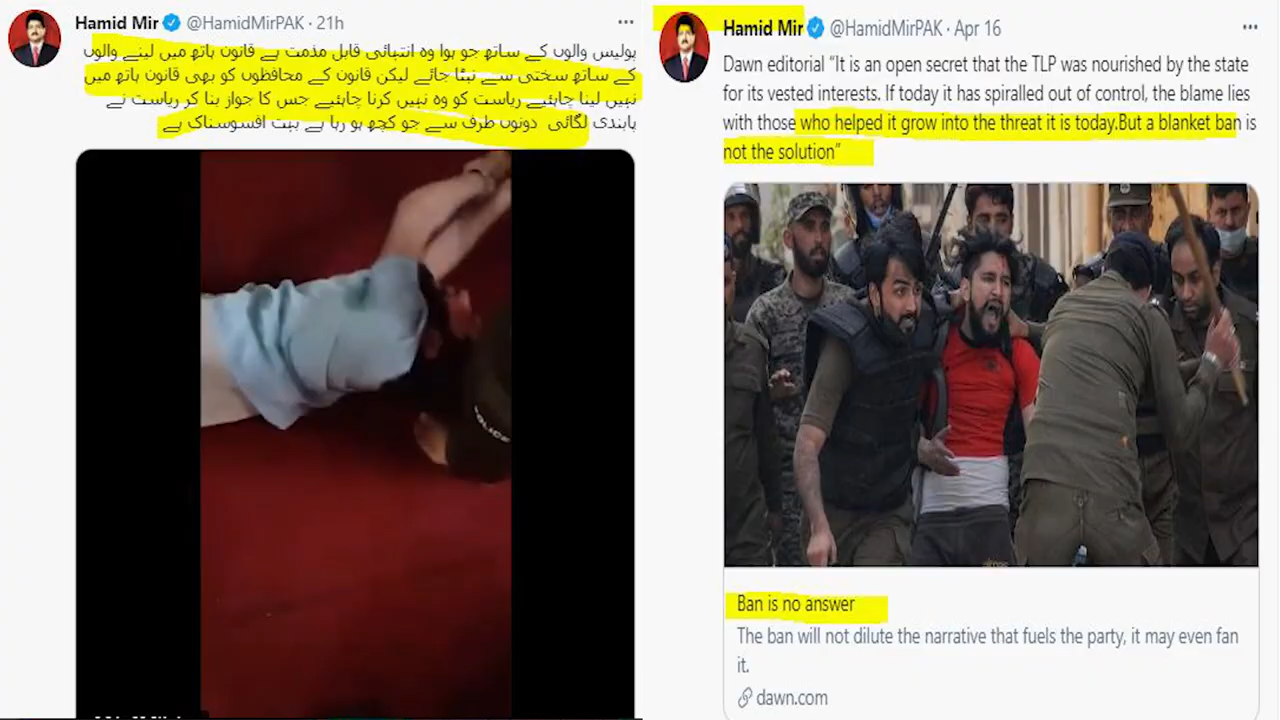 Hamid Mir @HamidMirPAK · 21h
پولیس والوں کے ساتھ جو ہوا وہ انتہائی قابل مذمت ہے قانون ہاتھ میں لینے والوں
کے ساتھ سختی سے نپٹا جائے لیکن قانون کے محافظوں کو بھی قانون ہاتھ میں
نہیں لینا چاہئیے ریاست کو وہ نہیں کرنا چاہئیے جس کا جواز بنا کر ریاست نے
پابندی لگائی دونوں طرف سے جو کچھ ہو رہا ہے بہت افسوسناک ہے
POLICE
Hamid Mir @HamidMirPAK · Apr 16
Dawn editorial “It is an open secret that the TLP was nourished by the state
for its vested interests. If today it has spiralled out of control, the blame lies
with those who helped it grow into the threat it is today.But a blanket ban is
not the solution”
Ban is no answer
The ban will not dilute the narrative that fuels the party, it may even fan
it.
dawn.com